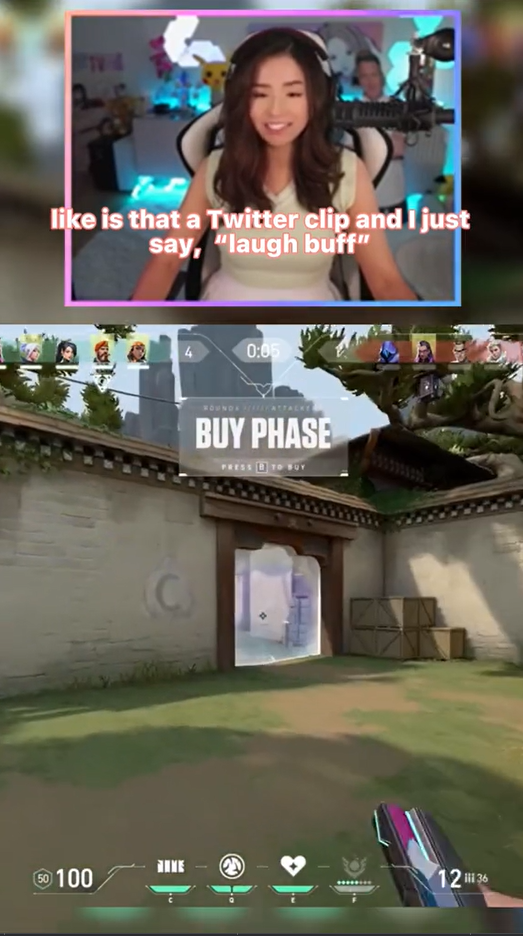 like is that a Twitter clip and I just
say, “laugh buff”
4
0:05
BUY PHASE
PRESS B TO BUY
C
50 100
12 36
C Q E F